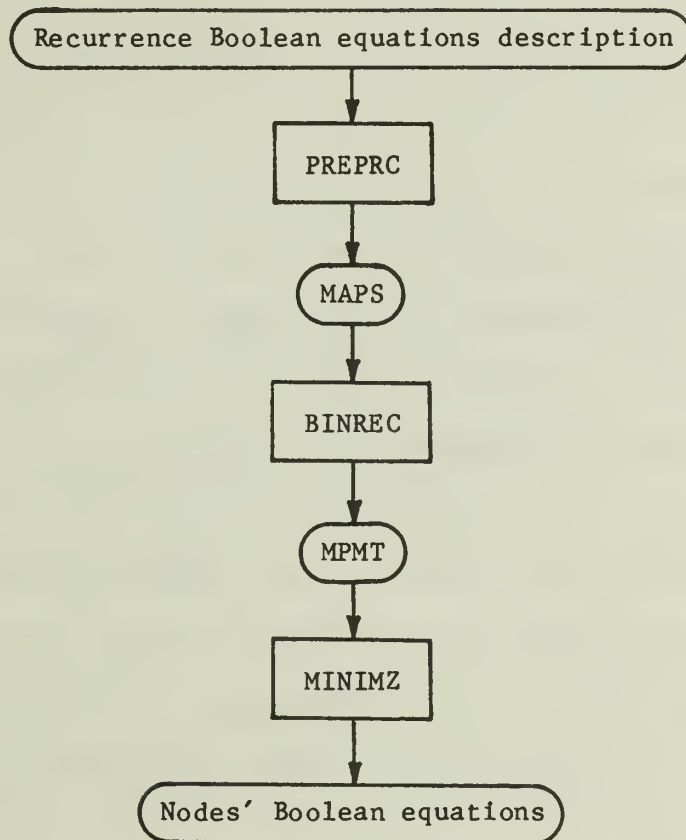 Recurrence Boolean equations description
PREPRC
MAPS
BINREC
MPMT
MINIMZ
Nodes′ Boolean equations